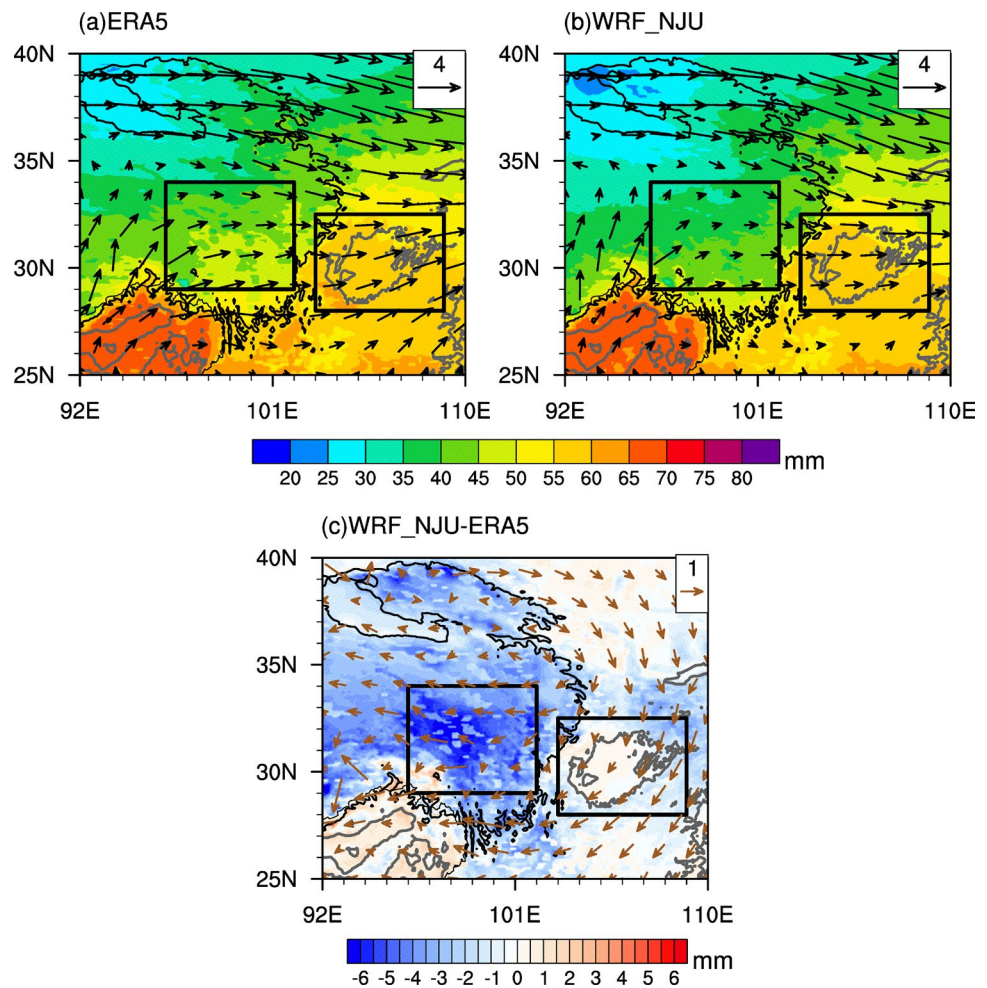 (a)ERA5
(b)WRF_NJU
40N
35N
30N
25N
4
92E 101E 110E
40N
35N
30N
25N
4
92E 101E 110E
20 25 30 35 40 45 50 55 60 65 70 75 80 mm
(c)WRF_NJU-ERA5
40N
35N
30N
25N
1
92E 101E 110E
-6 -5 -4 -3 -2 -1 0 1 2 3 4 5 6 mm